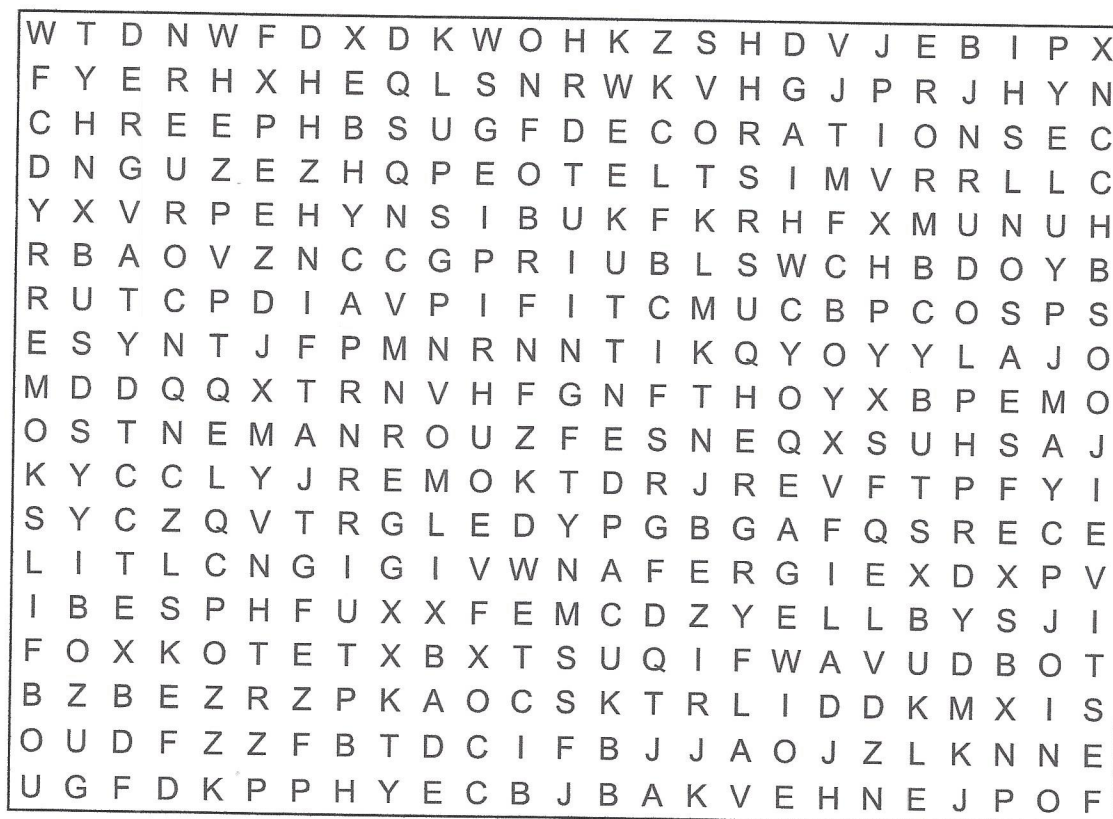 W T D N W F D X D K W O H K Z S H D V J E B I P X
F Y E R H X H E Q L S N R W K V H G J P R J H Y N
C H R E E P H B S U G F D E C O R A T I O N S E C
D N G U Z E Z H Q P E O T E L T S I M V R R L L C
Y X V R P E H Y N S I B U K F K R H F X M U N U H
R B A O V Z N C C G P R I U B L S W C H B D O Y B
R U T C P D I A V P I F I T C M U C B P C O S P S
E S Y N T J F P M N R N N T I K Q Y O Y Y L A J O
M D D Q Q X T R N V H F G N F T H O Y X B P E M O
O S T N E M A N R O U Z F E S N E Q X S U H S A J
K Y C C L Y J R E M O K T D R J R E V F T P F Y I
S Y C Z Q V T R G L E D Y P G B G A F Q S R E C E
L I T L C N G I G I V W N A F E R G I E X D X P V
I B E S P H F U X X F E M C D Z Y E L L B Y S J I
F O X K O T E T X B X T S U Q I F W A V U D B O T
B Z B E Z R Z P K A O C S K T R L I D D K M X I S
O U D F Z Z F B T D C I F B J J A O J Z L K N N E
U G F D K P P H Y E C B J B A K V E H N E J P O F